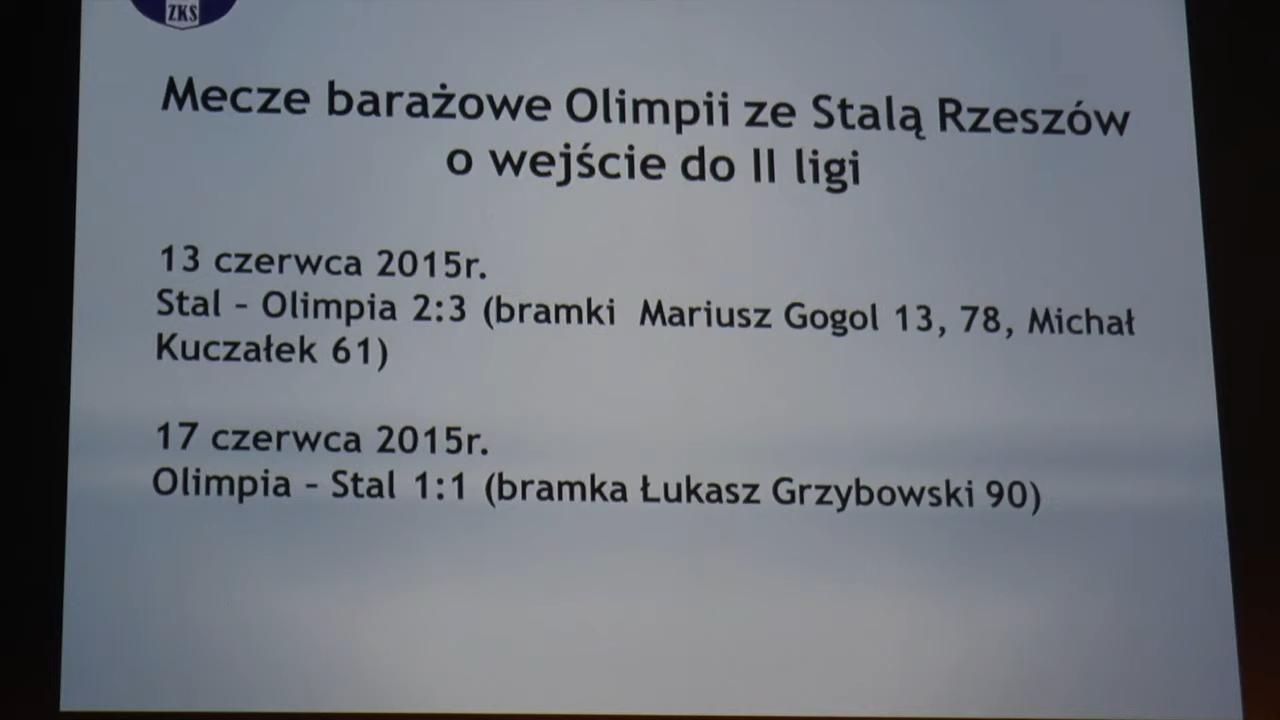 ZKS
Mecze barażowe Olimpii ze Stalą Rzeszów
o wejście do II ligi
13 czerwca 2015r.
Stal - Olimpia 2:3 (bramki Mariusz Gogol 13, 78, Michał
Kuczałek 61)
17 czerwca 2015r.
Olimpia - Stal 1:1 (bramka Łukasz Grzybowski 90)